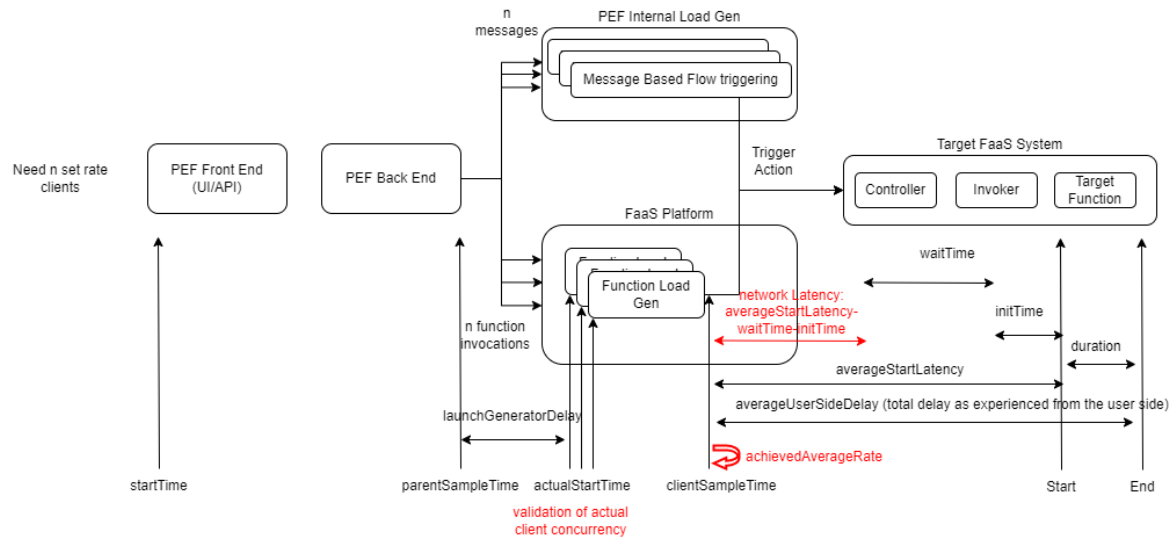 n
messages
PEF Internal Load Gen
Message Based Flow triggering
Need n set rate
clients
PEF Front End
(UI/API)
PEF Back End
Trigger
Action
Target FaaS System
Controller
Invoker
Target
Function
FaaS Platform
Function Load
Gen
n function
invocations
network Latency:
averageStartLatency-
waitTime-initTime
waitTime
initTime
duration
averageStartLatency
averageUserSideDelay (total delay as experienced from the user side)
launchGeneratorDelay
achievedAverageRate
startTime
parentSampleTime
actualStartTime
clientSampleTime
Start
End
validation of actual
client concurrency